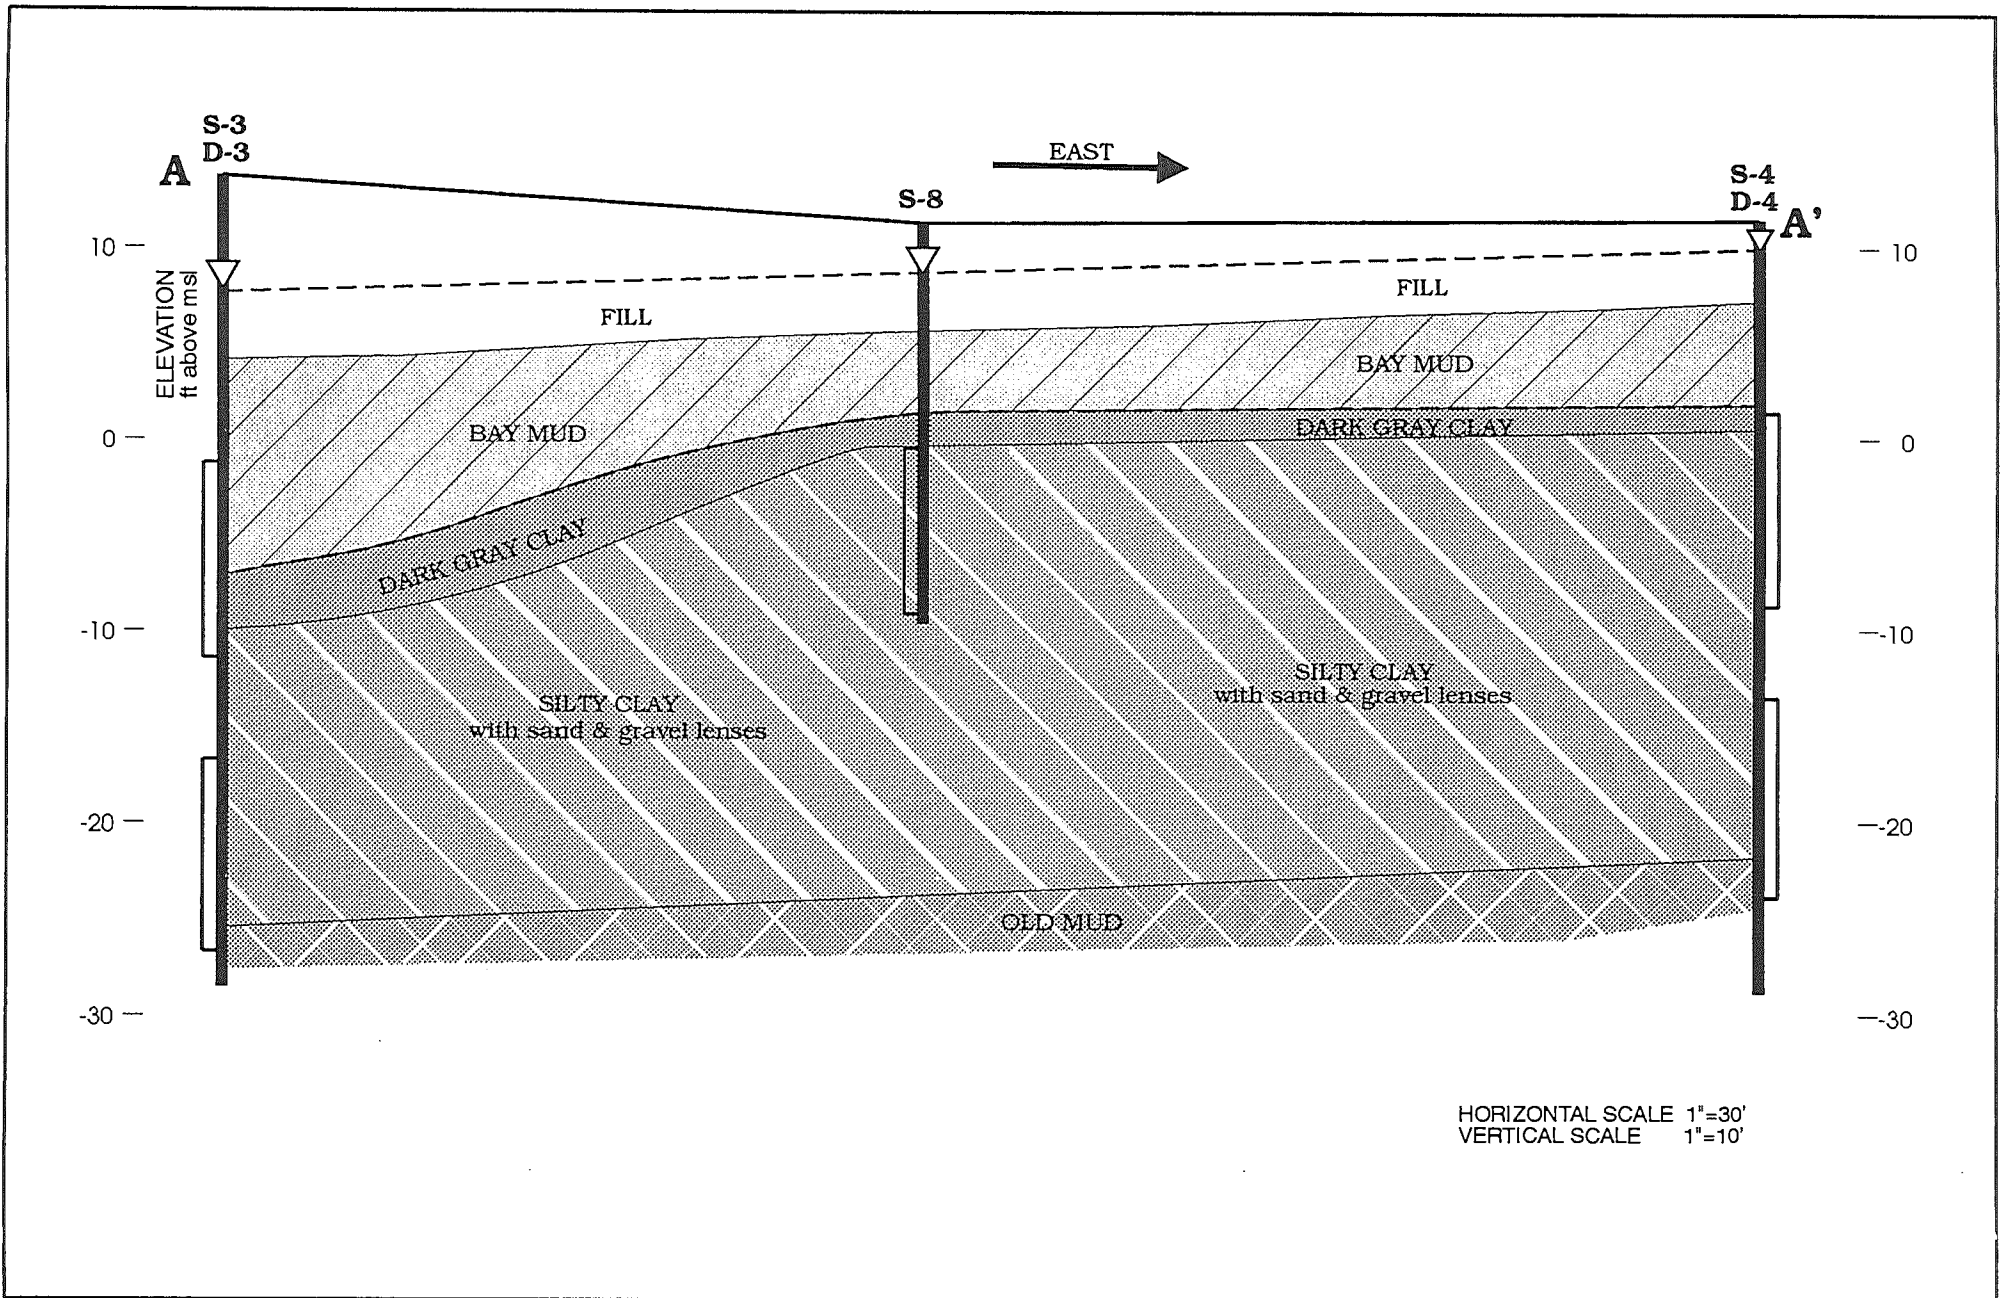 S-3
D-3
A
EAST
S-8
S-4
D-4
A'
10
10
ELEVATION
ft above msl
FILL
FILL
BAY MUD
BAY MUD
0
DARK GRAY CLAY
0
DARK GRAY CLAY
-10
-10
SILTY CLAY
with sand & gravel lenses
SILTY CLAY
with sand & gravel lenses
-20
-20
OLD MUD
-30
-30
HORIZONTAL SCALE 1"=30'
VERTICAL SCALE 1"=10'